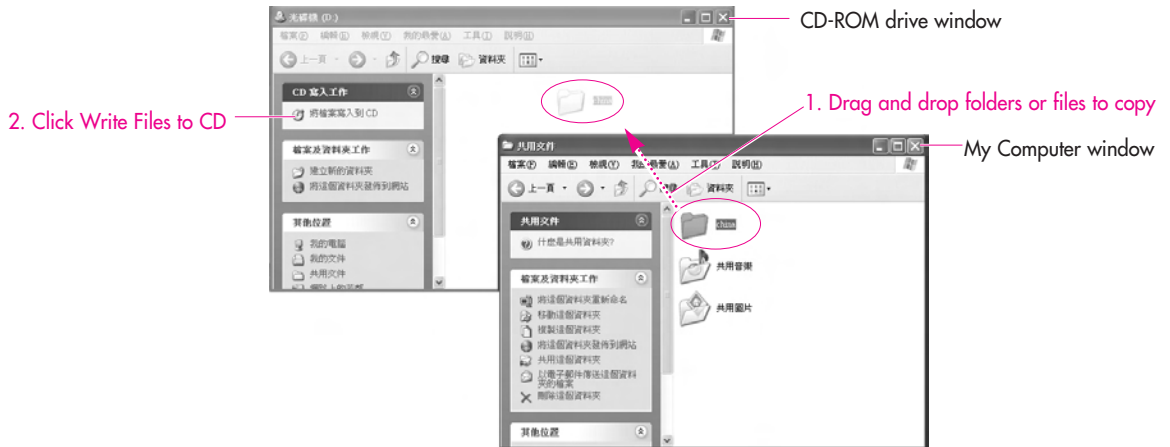 光碟機 (D:)
CD-ROM drive window
檔案(F) 編輯(E) 檢視(V) 我的最愛(A) 工具(T) 說明(H)
上一頁 搜尋 資料夾
CD 寫入工作
2. Click Write Files to CD
將檔案寫入到 CD
1. Drag and drop folders or files to copy
檔案及資料夾工作
建立新的資料夾
將這個資料夾發佈到網站
其他位置
我的電腦
我的文件
共用文件
共用文件
My Computer window
檔案(F) 編輯(E) 檢視(V) 我的最愛(A) 工具(T) 說明(H)
上一頁 搜尋 資料夾
共用文件
什麼是共用資料夾?
china
共用音樂
共用圖片
檔案及資料夾工作
將這個資料夾重新命名
移動這個資料夾
複製這個資料夾
將這個資料夾發佈到網站
共用這個資料夾
以電子郵件傳送這個資料
夾的檔案
刪除這個資料夾
其他位置